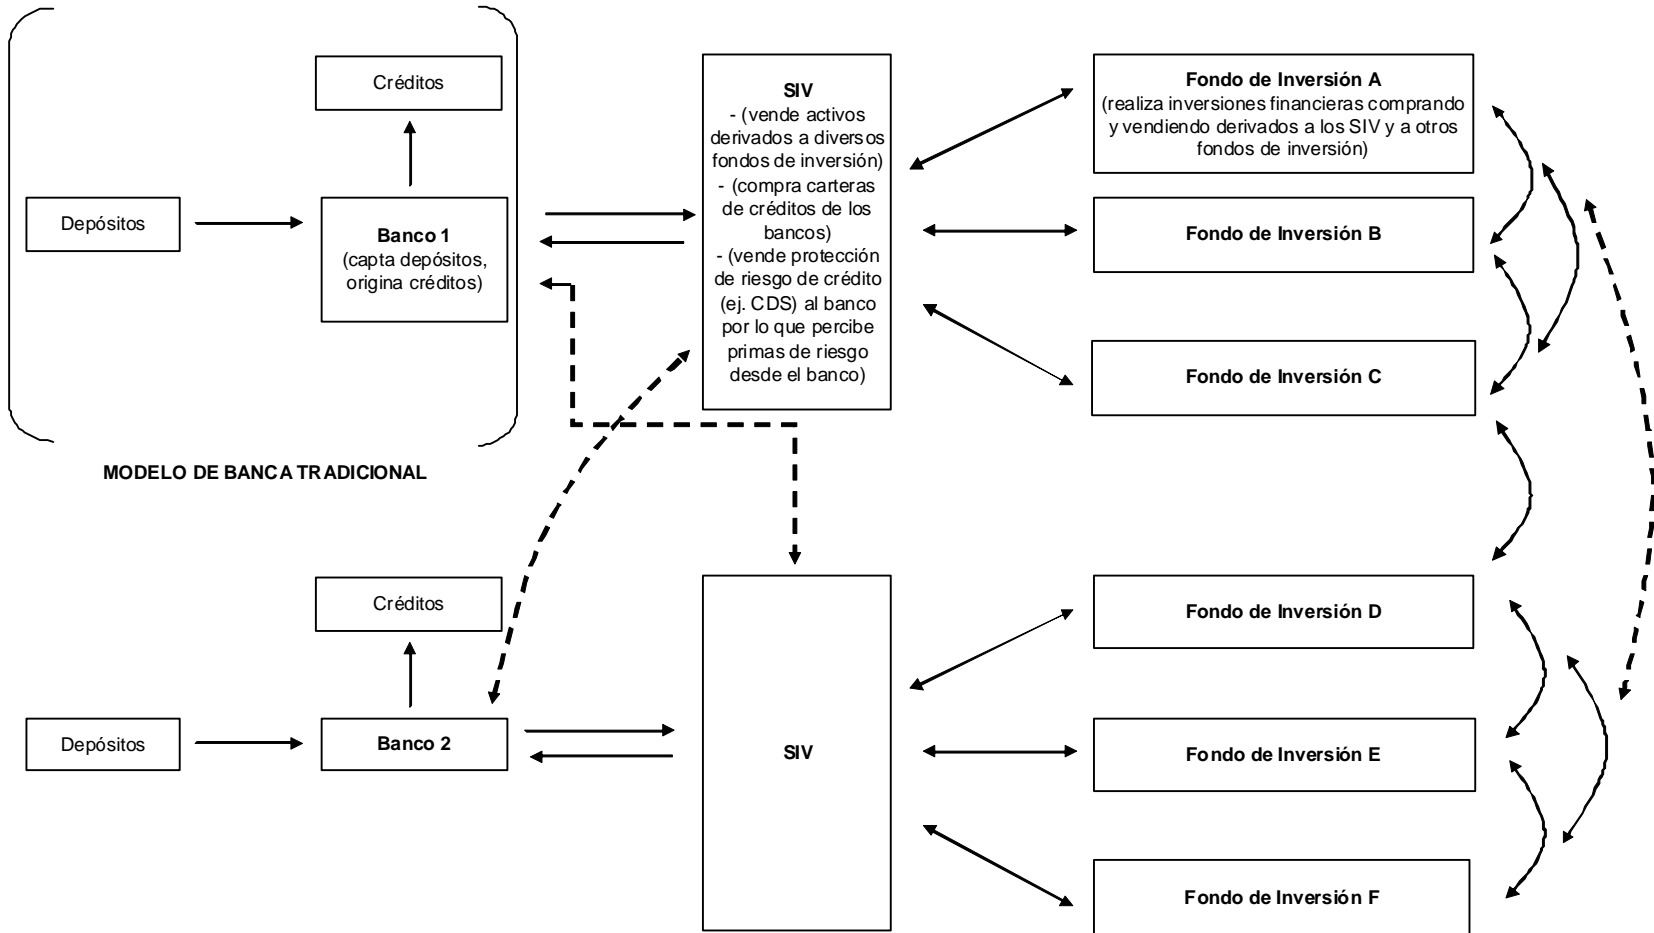 Créditos
Depósitos
Banco 1
(capta depósitos,
origina créditos)
MODELO DE BANCA TRADICIONAL
SIV
- (vende activos
derivados a diversos
fondos de inversión)
- (compra carteras
de créditos de los
bancos)
- (vende protección
de riesgo de crédito
(ej. CDS) al banco
por lo que percibe
primas de riesgo
desde el banco)
Fondo de Inversión A
(realiza inversiones financieras comprando
y vendiendo derivados a los SIV y a otros
fondos de inversión)
Fondo de Inversión B
Fondo de Inversión C
Créditos
Depósitos
Banco 2
SIV
Fondo de Inversión D
Fondo de Inversión E
Fondo de Inversión F